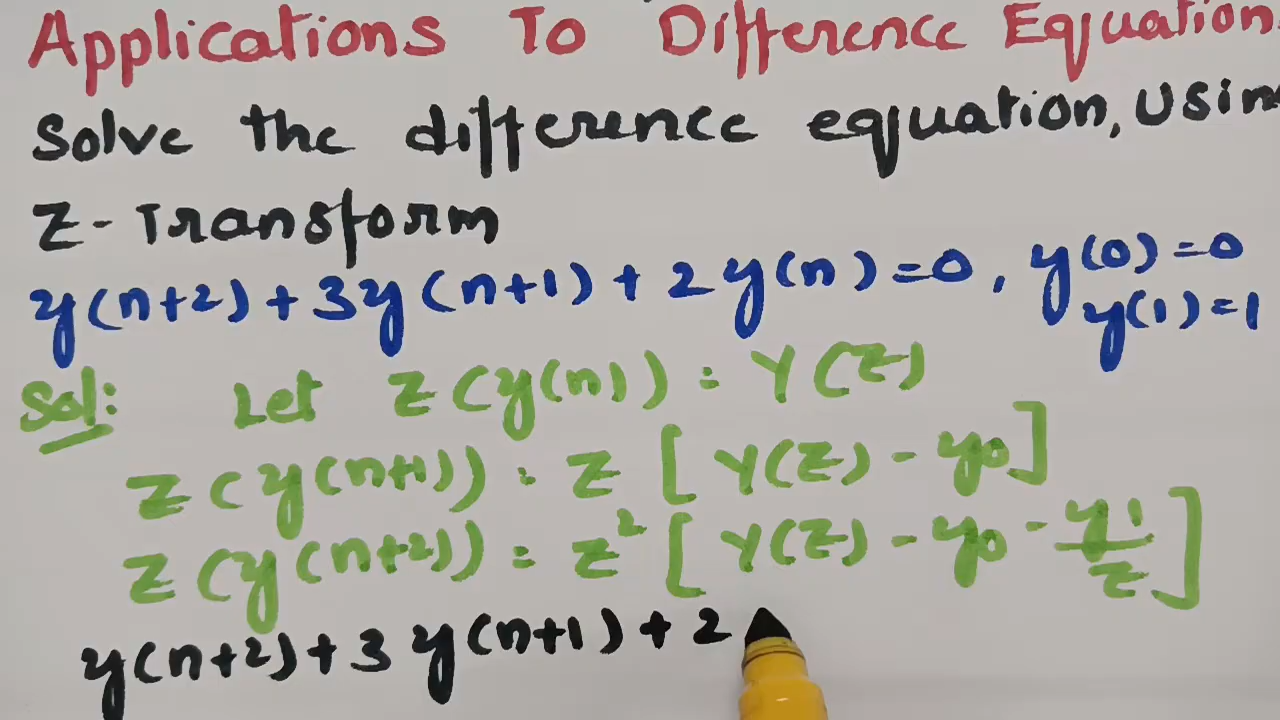 Applications To Difference Equation.
Solve the difference equation, Usin
Z-Transform
y(n+2)+3y(n+1)+2y(n)=0, y(0)=0
y(1)=1
Sol: Let Z(y(n)) = Y(Z)
Z(y(n+1)) = Z[Y(Z) - y0]
Z(y(n+2)) = Z²[Y(Z) - y0 - y1/Z]
y(n+2)+3y(n+1)+2